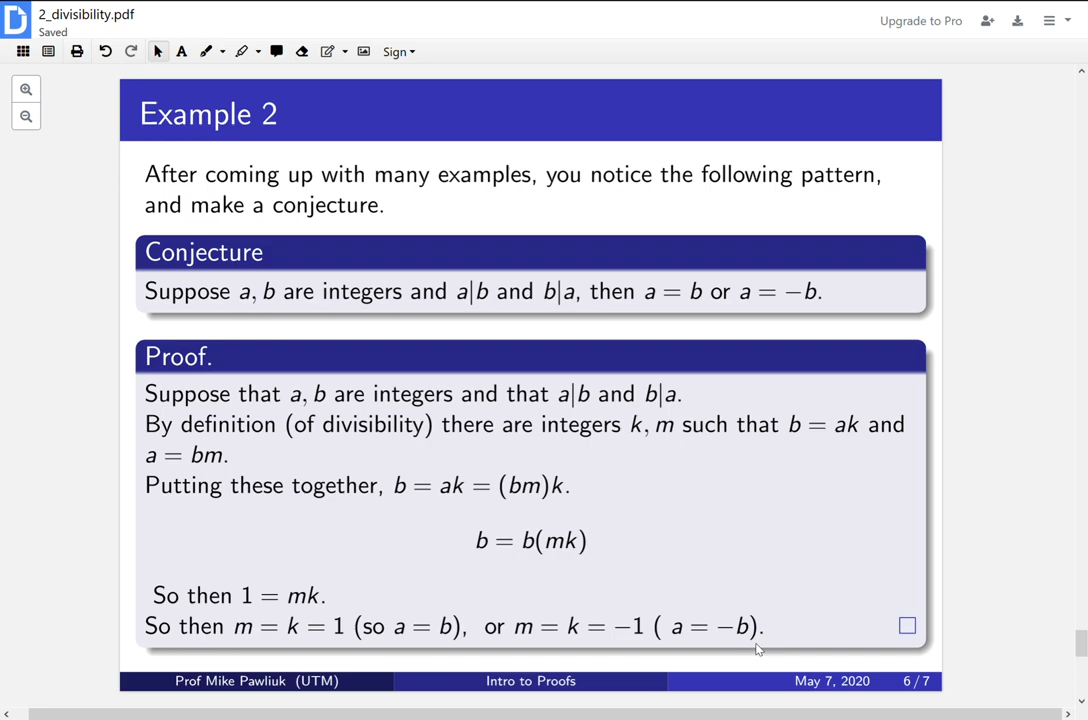 2_divisibility.pdf
Saved
Upgrade to Pro
Sign
Example 2
After coming up with many examples, you notice the following pattern,
and make a conjecture.
Conjecture
Suppose a, b are integers and a|b and b|a, then a = b or a = −b.
Proof.
Suppose that a, b are integers and that a|b and b|a.
By definition (of divisibility) there are integers k, m such that b = ak and
a = bm.
Putting these together, b = ak = (bm)k.
b = b(mk)
So then 1 = mk.
So then m = k = 1 (so a = b), or m = k = −1 ( a = −b).
Prof Mike Pawliuk (UTM) Intro to Proofs May 7, 2020 6 / 7